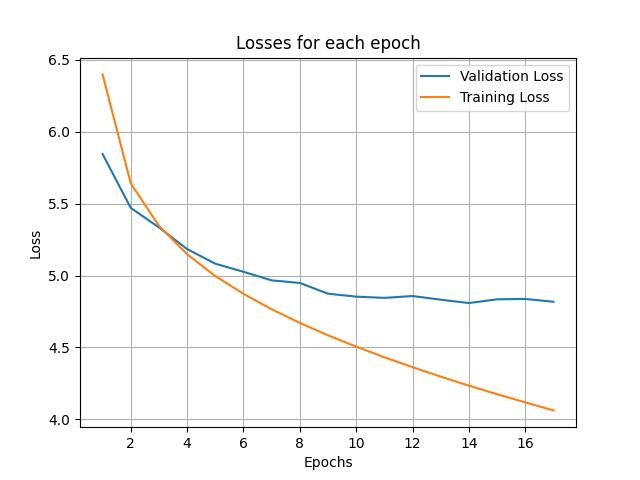 Losses for each epoch
6.5
6.0
5.5
5.0
4.5
4.0
Loss
Validation Loss
Training Loss
2 4 6 8 10 12 14 16
Epochs